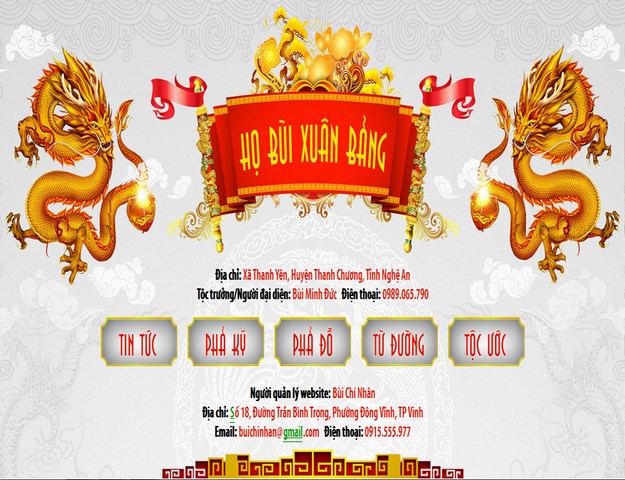 HỌ BÙI XUÂN BẢNG
Địa chỉ: Xã Thanh Yên, Huyện Thanh Chương, Tỉnh Nghệ An
Tộc trưởng/Người đại diện: Bùi Minh Đức Điện thoại: 0989.065.790
TIN TỨC PHẢ KÝ PHẢ ĐỒ TỪ ĐƯỜNG TỘC ƯỚC
Người quản lý website: Bùi Chí Nhân
Địa chỉ: Số 18, Đường Trần Bình Trọng, Phường Đông Vĩnh, TP Vinh
Email: buichinhan@gmail.com Điện thoại: 0915.555.977